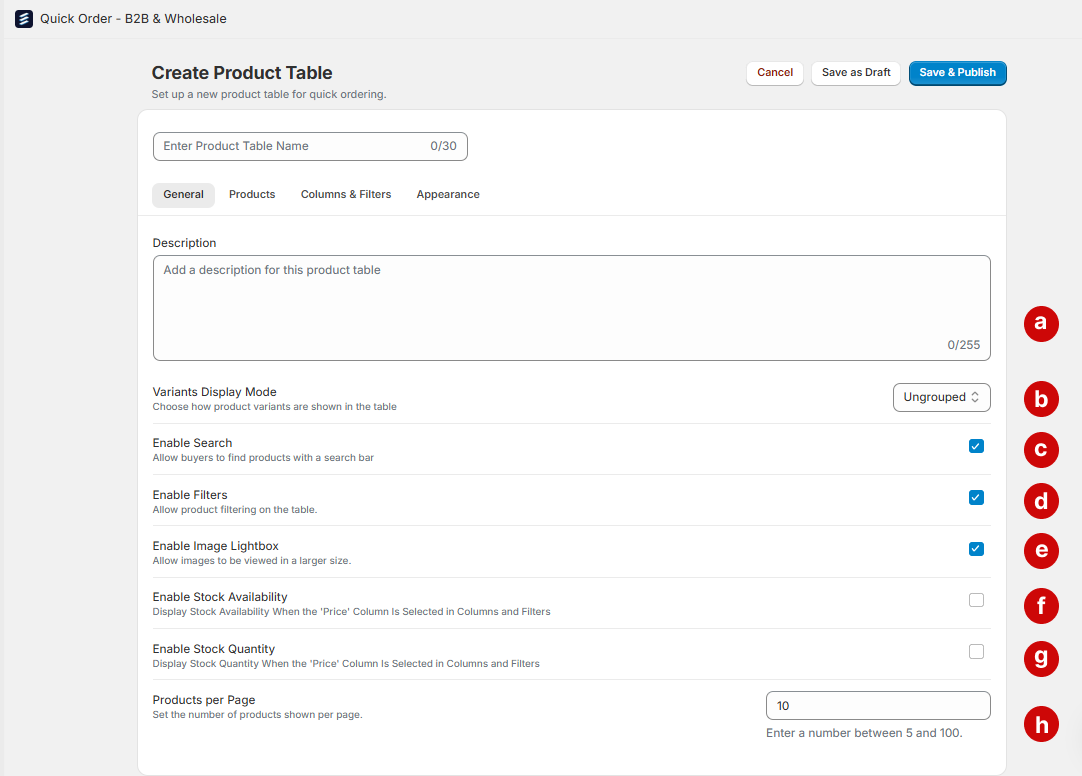 Quick Order - B2B & Wholesale
Create Product Table
Set up a new product table for quick ordering.
Cancel
Save as Draft
Save & Publish
Enter Product Table Name 0/30
General Products Columns & Filters Appearance
Description
Add a description for this product table
0/255
a
Variants Display Mode
Choose how product variants are shown in the table
Ungrouped
b
Enable Search
Allow buyers to find products with a search bar
c
Enable Filters
Allow product filtering on the table.
d
Enable Image Lightbox
Allow images to be viewed in a larger size.
e
Enable Stock Availability
Display Stock Availability When the 'Price' Column Is Selected in Columns and Filters
f
Enable Stock Quantity
Display Stock Quantity When the 'Price' Column Is Selected in Columns and Filters
g
Products per Page
Set the number of products shown per page.
10
Enter a number between 5 and 100.
h